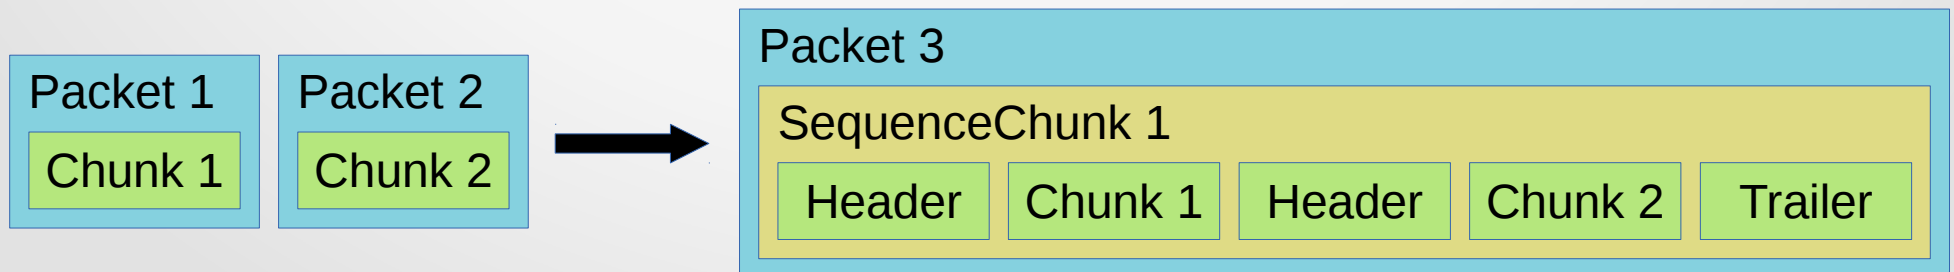 Packet 1
Chunk 1
Packet 2
Chunk 2
Packet 3
SequenceChunk 1
Header
Chunk 1
Header
Chunk 2
Trailer